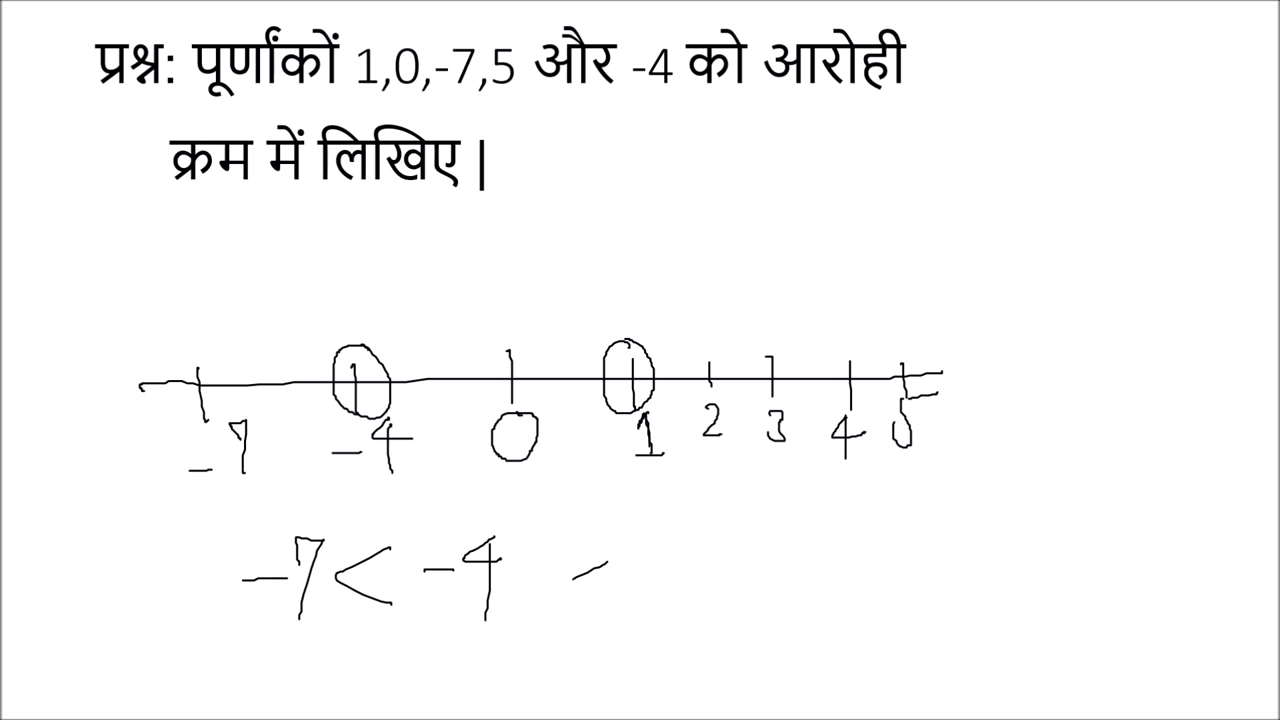 प्रश्न: पूर्णांकों 1,0,-7,5 और -4 को आरोही
क्रम में लिखिए |
-7 -4 0 1 2 3 4 5
-7 < -4